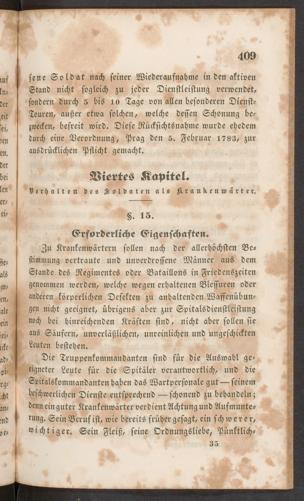 409
jene Soldat nach seiner Wiederaufnahme in den aktiven
Stand nicht sogleich zu jeder Dienstleistung verwendet,
sondern durch 5 bis 10 Tage von allen besonderen Dienst-
Touren, außer etwa solchen, welche dessen Schonung be-
zwecken, befreit wird. Diese Rücksichtsnahme wurde ehedem
durch eine Verordnung, Prag den 5. Februar 1783, zur
ausdrücklichen Pflicht gemacht.
Viertes Kapitel.
Verhalten des Soldaten als Krankenwärter.
§. 15.
Erforderliche Eigenschaften.
Zu Krankenwärtern sollen nach der allerhöchsten Be-
stimmung vertraute und unverdrossene Männer aus dem
Stande des Regimentes oder Bataillons in Friedenszeiten
genommen werden, welche wegen erhaltenen Blessuren oder
anderen körperlichen Defekten zu anhaltenden Waffenübun-
gen nicht geeignet, übrigens aber zur Spitalsdienstleistung
noch bei hinreichenden Kräften sind, nicht aber sollen sie
aus Säufern, unverläßlichen, unreinlichen und ungeschickten
Leuten bestehen.
Die Truppenkommandanten sind für die Auswahl ge-
eigneter Leute für die Spitäler verantwortlich, und die
Spitalskommandanten haben das Wartpersonale gut — seinem
beschwerlichen Dienste entsprechend — schonend zu behandeln;
denn ein guter Krankenwärter verdient Achtung und Aufmunte-
rung. Sein Beruf ist, wie bereits früher gesagt, ein schwerer,
wichtiger. Sein Fleiß, seine Ordnungsliebe, Pünktlich-
35